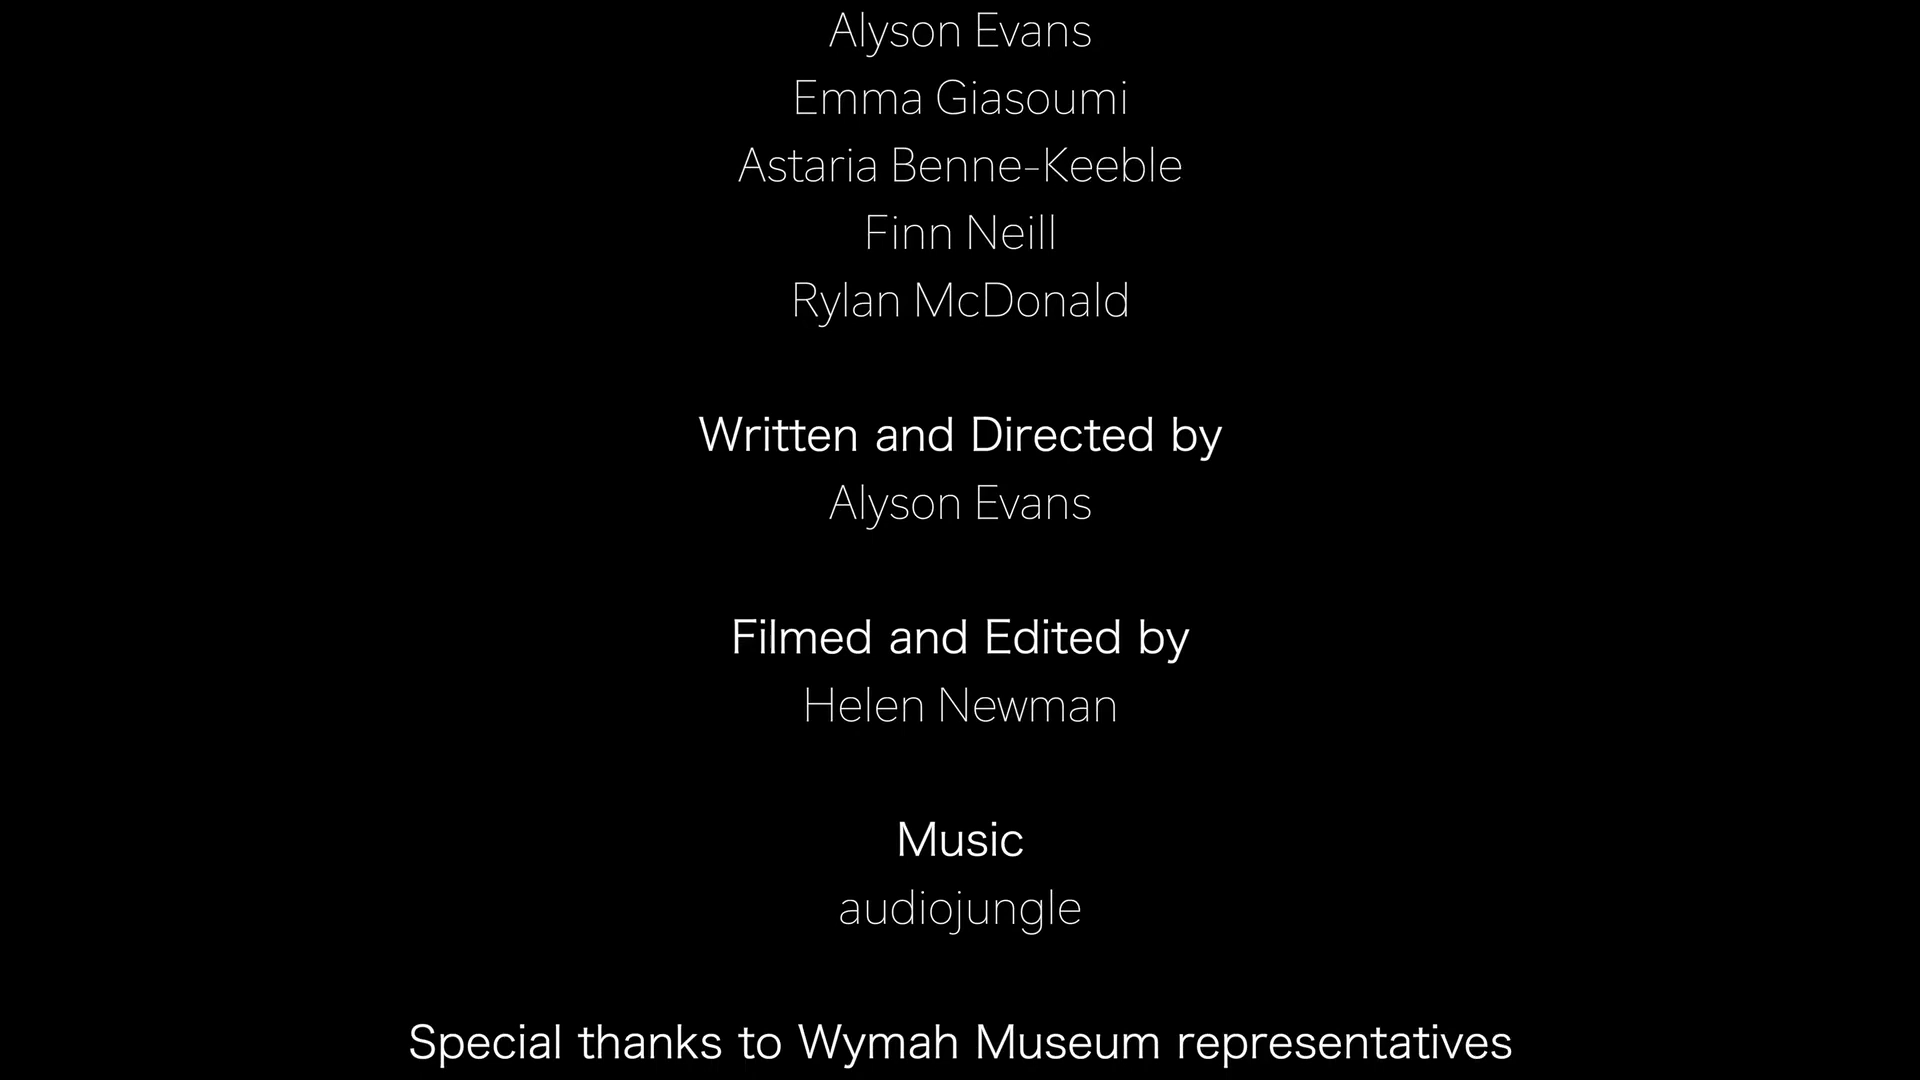 Alyson Evans
Emma Giasoumi
Astaria Benne-Keeble
Finn Neill
Rylan McDonald
Written and Directed by
Alyson Evans
Filmed and Edited by
Helen Newman
Music
audiojungle
Special thanks to Wymah Museum representatives